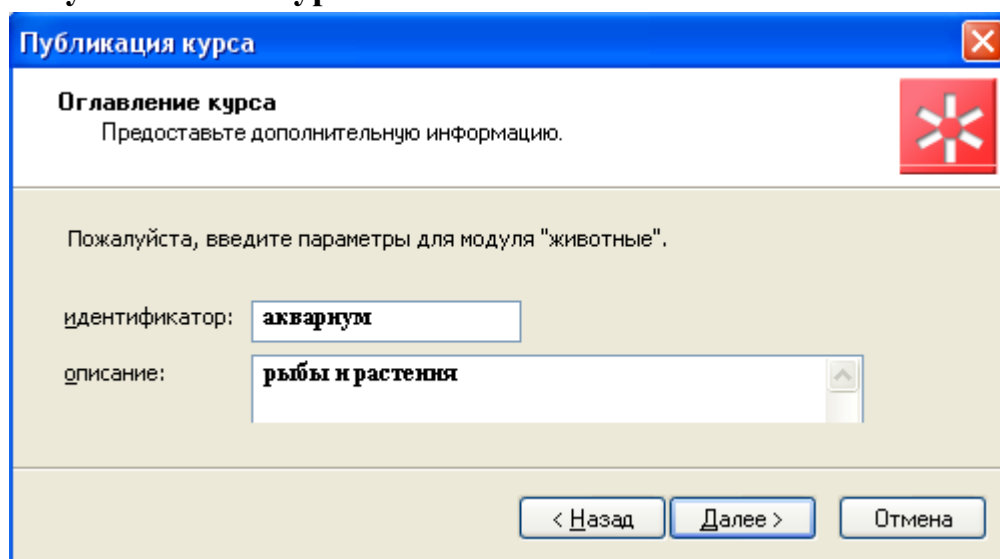 Публикация курса
Оглавление курса
Предоставьте дополнительную информацию.
Пожалуйста, введите параметры для модуля "животные".
идентификатор: аквариум
описание: рыбы и растения
< Назад Далее > Отмена